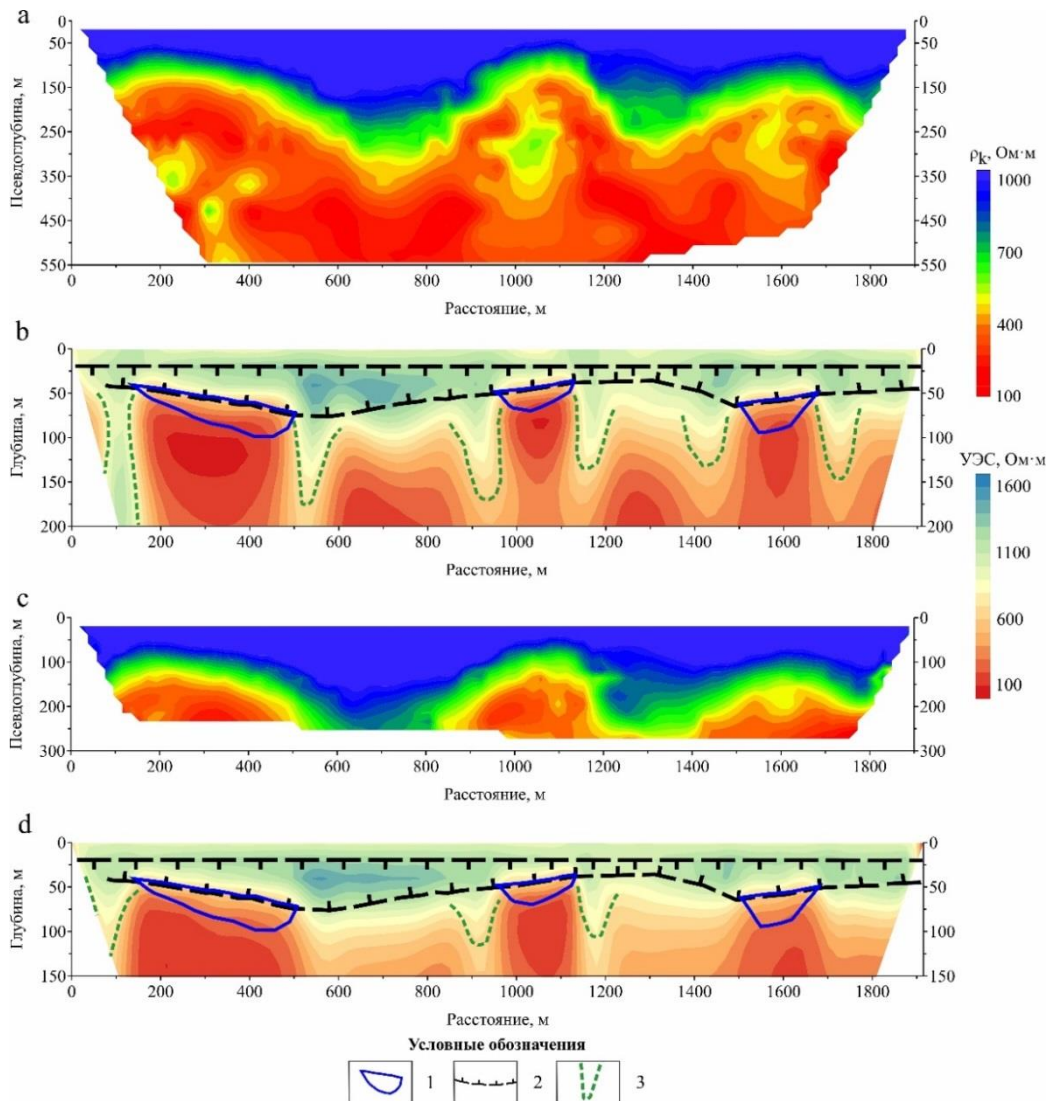 a
0 0
50 50
150 150
250 250
350 350
450 450
550 550
Псевдоглубина, м
200 400 600 800 1000 1200 1400 1600 1800
Расстояние, м
ρk, Ом·м
1000
700
400
100
b
0 0
50 50
100 100
150 150
200 200
Глубина, м
0 200 400 600 800 1000 1200 1400 1600 1800
Расстояние, м
УЭС, Ом·м
1600
1100
600
100
c
0 0
100 100
200 200
300 300
Псевдоглубина, м
0 200 400 600 800 1000 1200 1400 1600 1800
Расстояние, м
d
0 0
50 50
100 100
150 150
Глубина, м
0 200 400 600 800 1000 1200 1400 1600 1800
Расстояние, м
Условные обозначения
1 2 3